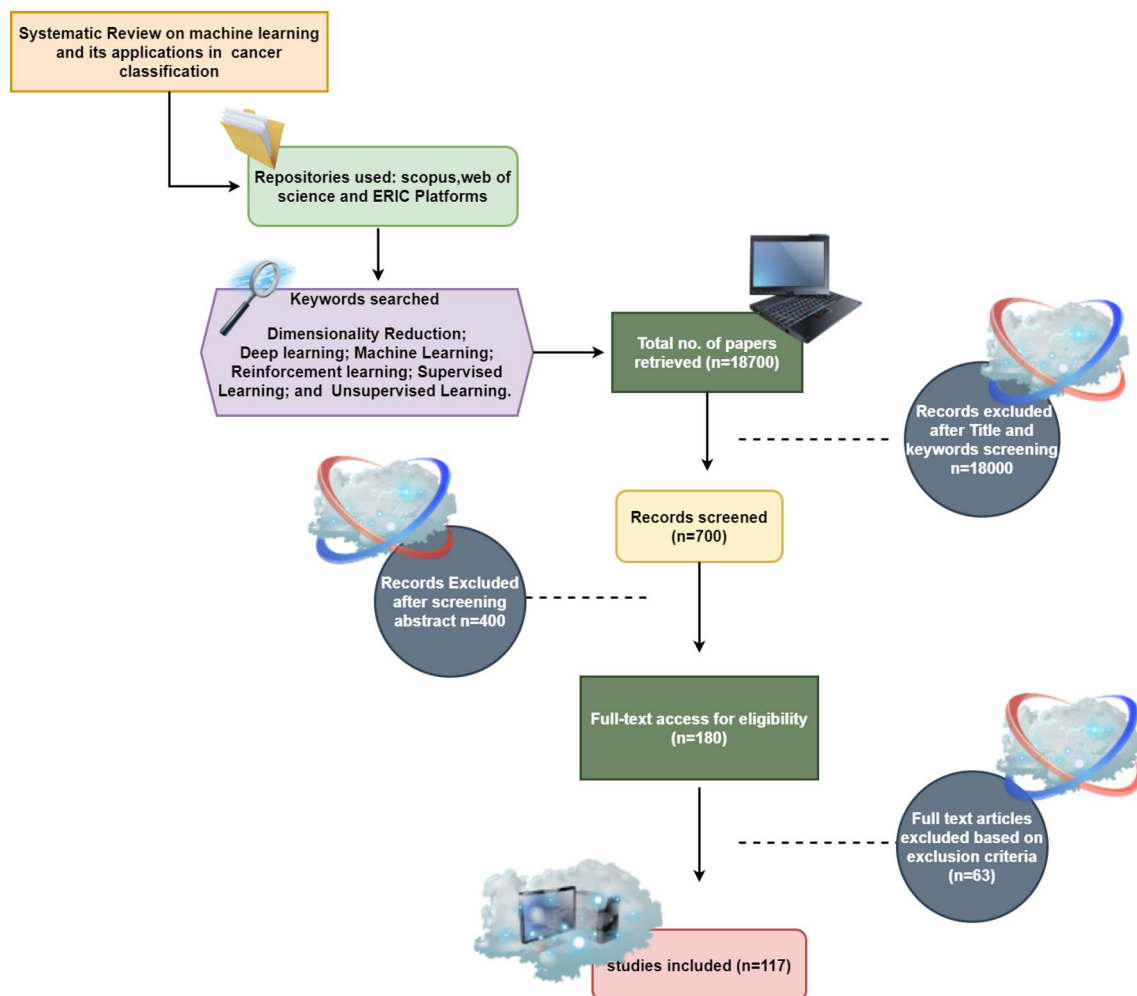 Systematic Review on machine learning
and its applications in cancer
classification
Repositories used: scopus,web of
science and ERIC Platforms
Keywords searched
Dimensionality Reduction;
Deep learning; Machine Learning;
Reinforcement learning; Supervised
Learning; and Unsupervised Learning.
Total no. of papers
retrieved (n=18700)
Records excluded
after Title and
keywords screening
n=18000
Records screened
(n=700)
Records Excluded
after screening
abstract n=400
Full-text access for eligibility
(n=180)
Full text articles
excluded based on
exclusion criteria
(n=63)
studies included (n=117)